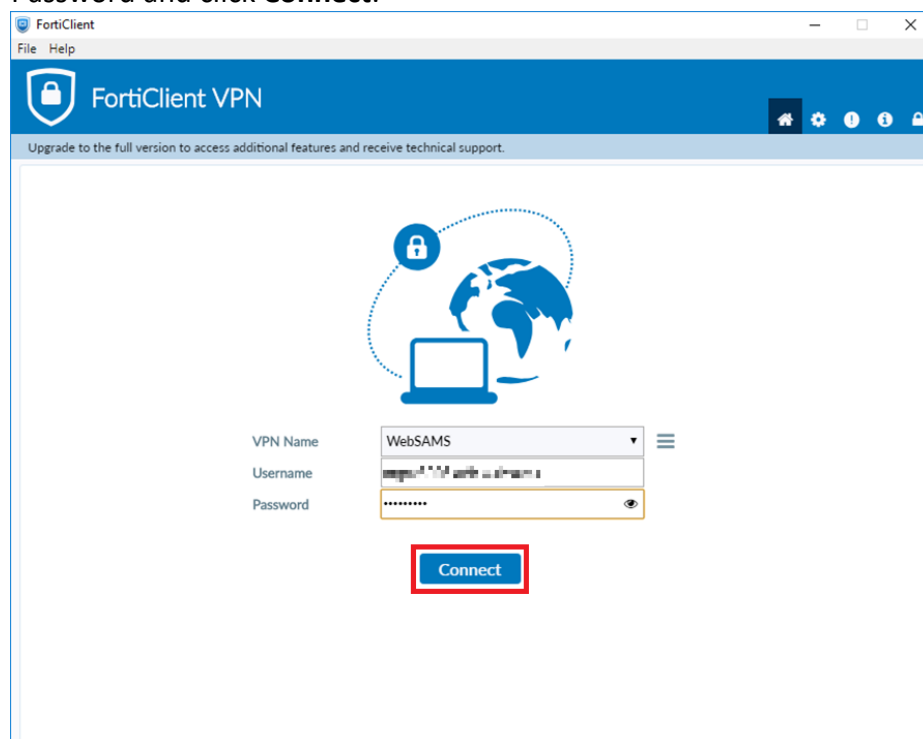 Password and click Connect.
FortiClient
File Help
FortiClient VPN
Upgrade to the full version to access additional features and receive technical support.
VPN Name WebSAMS
Username
Password •••••••••
Connect